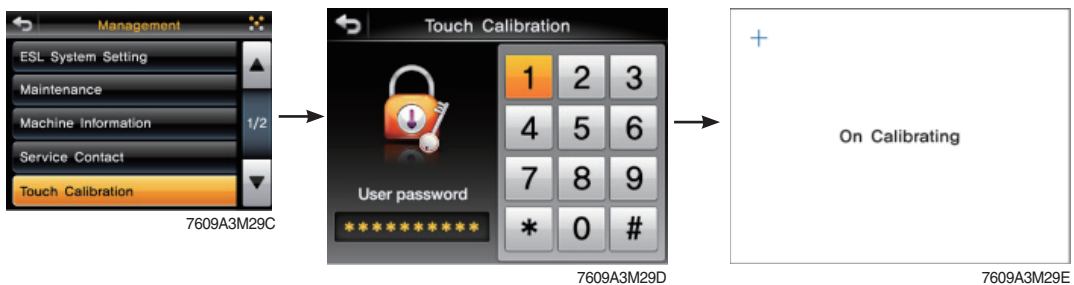 Management
ESL System Setting
Maintenance
Machine Information
1/2
Service Contact
Touch Calibration
7609A3M29C
Touch Calibration
1 2 3
4 5 6
7 8 9
* 0 #
User password
**********
7609A3M29D
On Calibrating
7609A3M29E